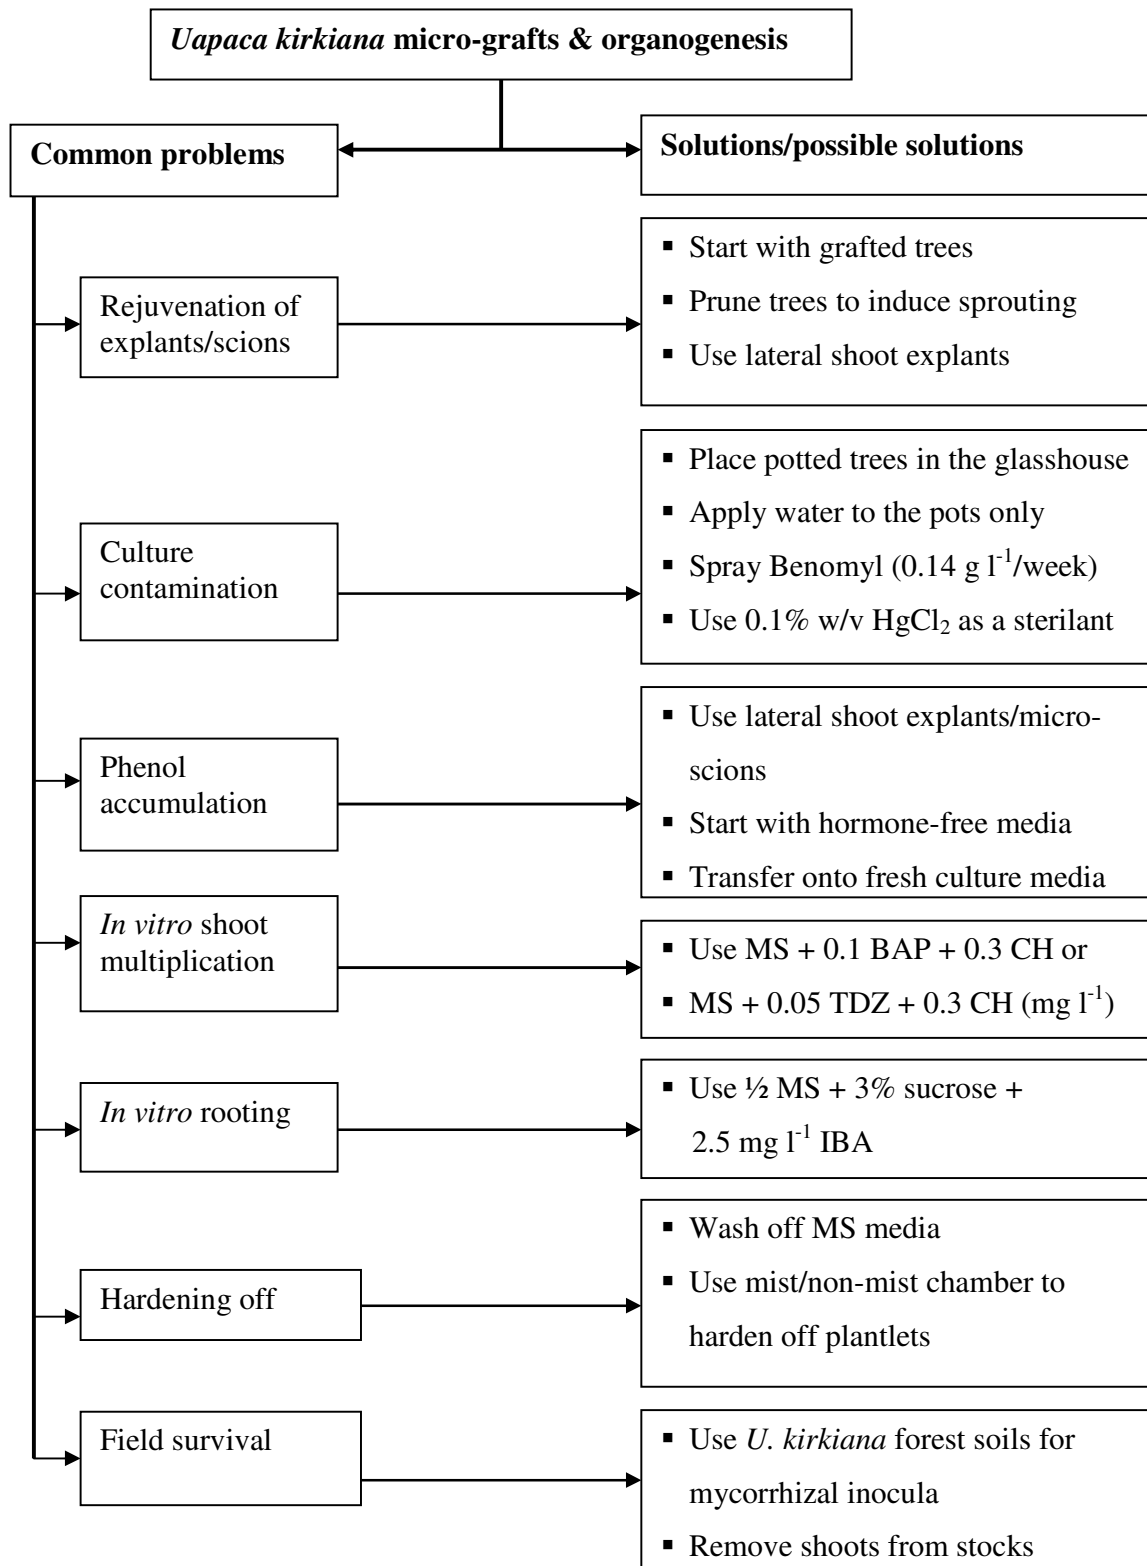 Uapaca kirkiana micro-grafts & organogenesis
Common problems
Solutions/possible solutions
Rejuvenation of
explants/scions
▪ Start with grafted trees
▪ Prune trees to induce sprouting
▪ Use lateral shoot explants
Culture
contamination
▪ Place potted trees in the glasshouse
▪ Apply water to the pots only
▪ Spray Benomyl (0.14 g l⁻¹/week)
▪ Use 0.1% w/v HgCl₂ as a sterilant
Phenol
accumulation
▪ Use lateral shoot explants/micro-
scions
▪ Start with hormone-free media
▪ Transfer onto fresh culture media
In vitro shoot
multiplication
▪ Use MS + 0.1 BAP + 0.3 CH or
▪ MS + 0.05 TDZ + 0.3 CH (mg l⁻¹)
In vitro rooting
▪ Use ½ MS + 3% sucrose +
2.5 mg l⁻¹ IBA
Hardening off
▪ Wash off MS media
▪ Use mist/non-mist chamber to
harden off plantlets
Field survival
▪ Use U. kirkiana forest soils for
mycorrhizal inocula
▪ Remove shoots from stocks